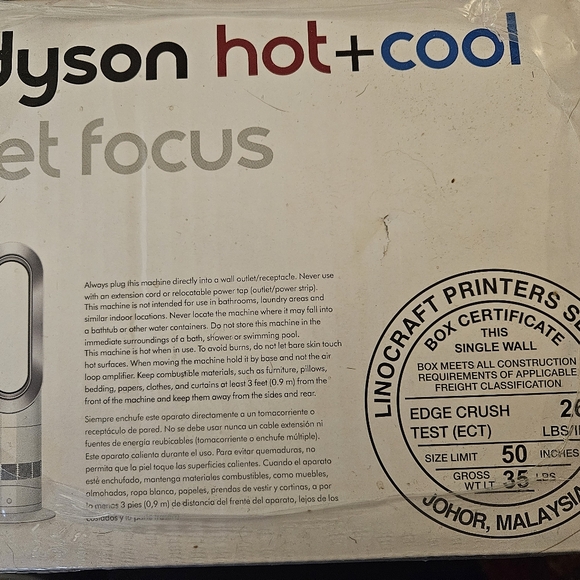 dyson hot+cool
et focus
Always plug this machine directly into a wall outlet/receptacle. Never use
with an extension cord or relocatable power tap (outlet/power strip).
This machine is not intended for use in bathrooms, laundry areas and
similar indoor locations. Never locate the machine where it may fall into
a bathtub or other water containers. Do not store this machine in the
immediate surroundings of a bath, shower or swimming pool.
This machine is hot when in use. To avoid burns, do not let bare skin touch
hot surfaces. When moving the machine hold it by base and not the air
loop amplifier. Keep combustible materials, such as furniture, pillows,
bedding, papers, clothes, and curtains at least 3 feet (0.9 m) from the
front of the machine and keep them away from the sides and rear.
Siempre enchufe este aparato directamente a un tomacorriente o
receptáculo de pared. No se debe usar nunca un cable extensión ni
fuentes de energía reubicables (tomacorriente o enchufe múltiple).
Este aparato calienta durante el uso. Para evitar quemaduras, no
permita que la piel toque las superficies calientes. Cuando el aparato
esté enchufado, mantenga materiales combustibles, como muebles,
almohadas, ropa blanca, papeles, prendas de vestir y cortinas, a por
lo menos 3 pies (0,9 m) de distancia del frente del aparato, lejos de los
costados y
LINOCRAFT PRINTERS S
BOX CERTIFICATE
THIS
SINGLE WALL
BOX MEETS ALL CONSTRUCTION
REQUIREMENTS OF APPLICABLE
FREIGHT CLASSIFICATION
EDGE CRUSH
TEST (ECT)
LBS/I
SIZE LIMIT 50 INCHES
GROSS
WT LT 35 LBS
JOHOR, MALAYSIA